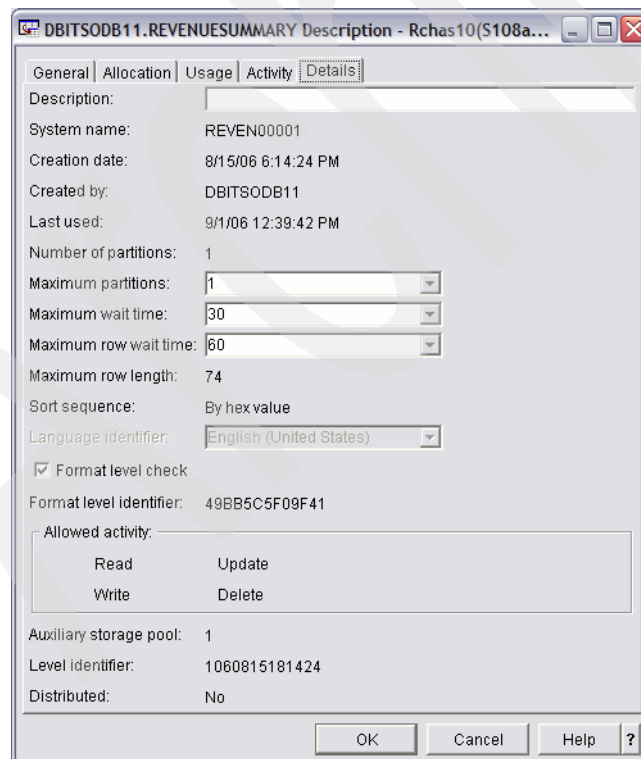 DBITSODB11.REVENUESUMMARY Description - Rchas10(S108a...
General Allocation Usage Activity Details
Description:
System name: REVEN00001
Creation date: 8/15/06 6:14:24 PM
Created by: DBITSODB11
Last used: 9/1/06 12:39:42 PM
Number of partitions: 1
Maximum partitions: 1
Maximum wait time: 30
Maximum row wait time: 60
Maximum row length: 74
Sort sequence: By hex value
Language identifier: English (United States)
Format level check
Format level identifier: 49BB5C5F09F41
Allowed activity:
Read Update
Write Delete
Auxiliary storage pool: 1
Level identifier: 1060815181424
Distributed: No
OK Cancel Help ?